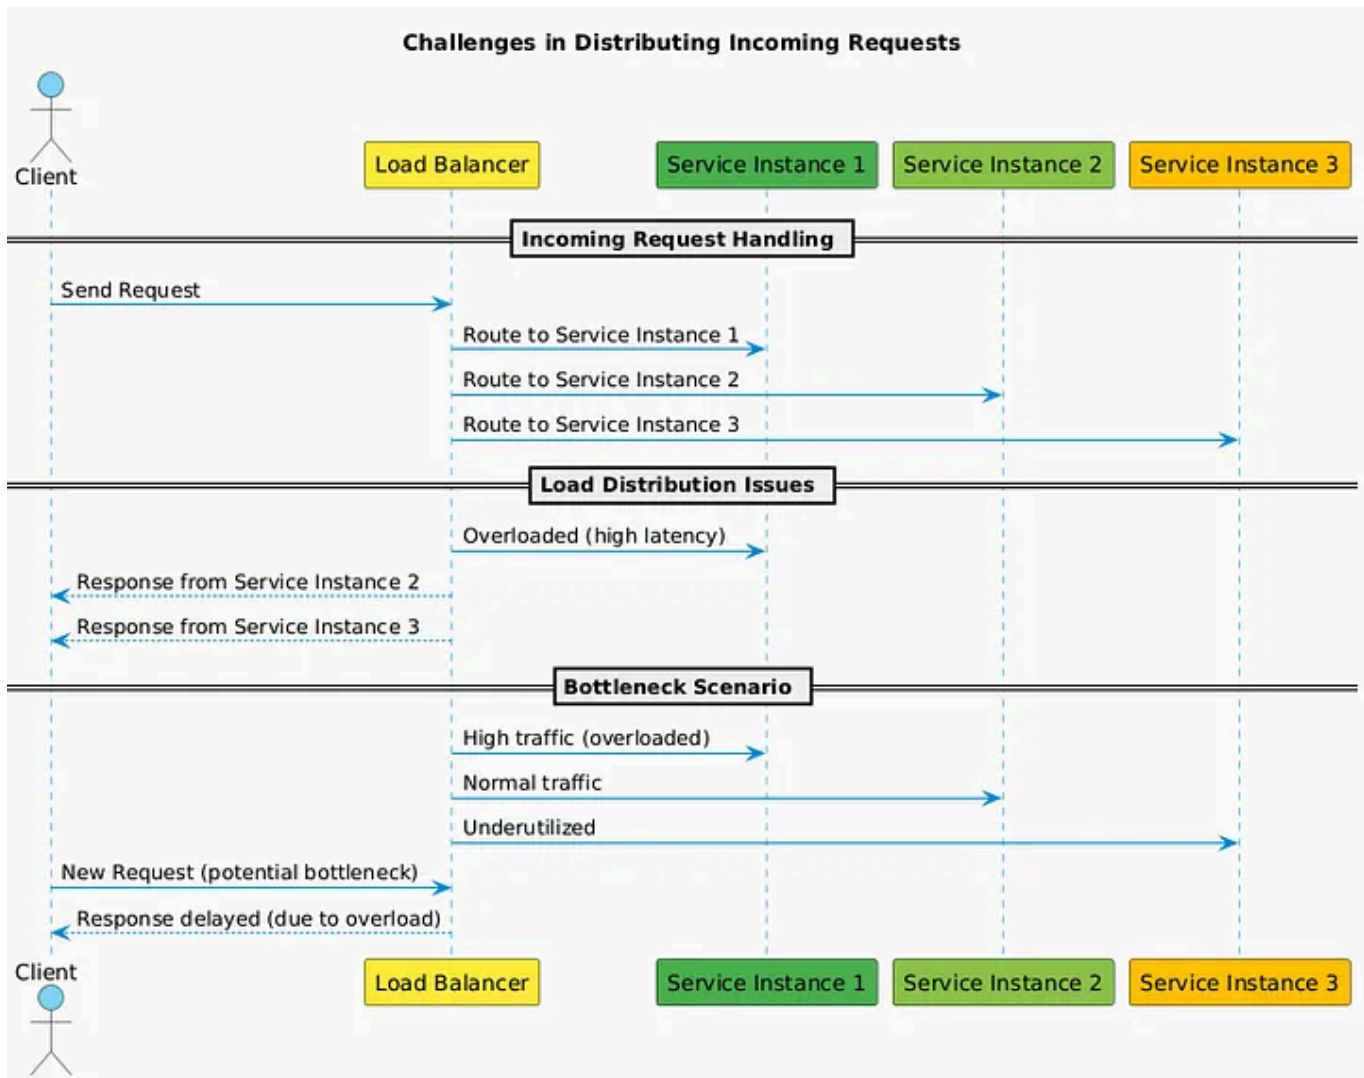 Challenges in Distributing Incoming Requests
Client
Load Balancer
Service Instance 1
Service Instance 2
Service Instance 3
Incoming Request Handling
Send Request
Route to Service Instance 1
Route to Service Instance 2
Route to Service Instance 3
Load Distribution Issues
Overloaded (high latency)
Response from Service Instance 2
Response from Service Instance 3
Bottleneck Scenario
High traffic (overloaded)
Normal traffic
Underutilized
New Request (potential bottleneck)
Response delayed (due to overload)
Client
Load Balancer
Service Instance 1
Service Instance 2
Service Instance 3